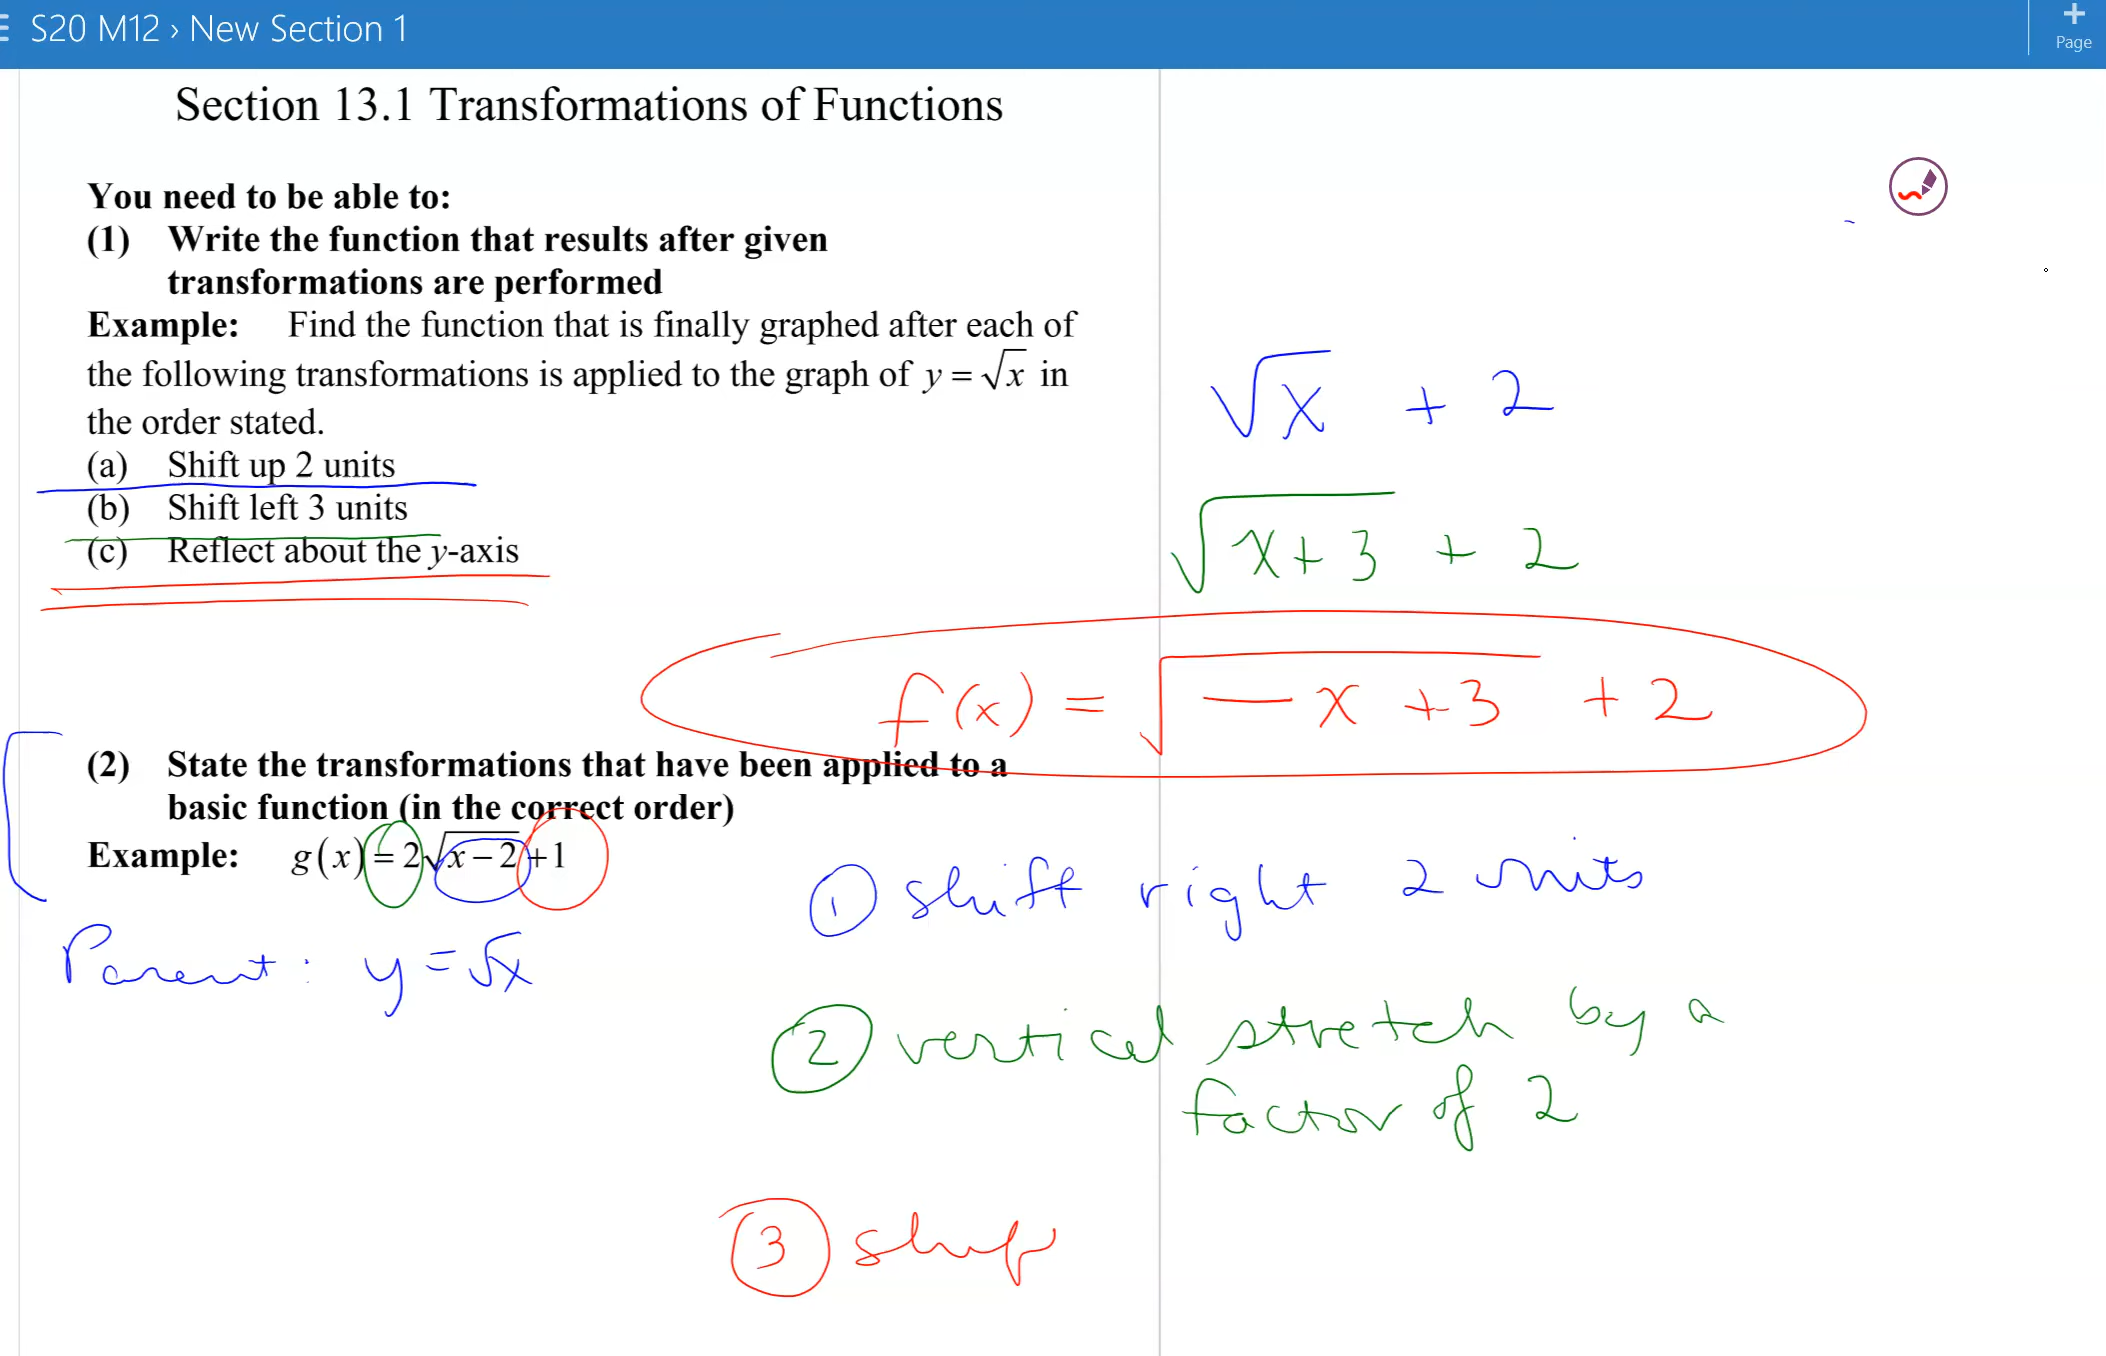 S20 M12 › New Section 1
Page
Section 13.1 Transformations of Functions
You need to be able to:
(1) Write the function that results after given
transformations are performed
Example: Find the function that is finally graphed after each of
the following transformations is applied to the graph of y = √x in
the order stated.
(a) Shift up 2 units
(b) Shift left 3 units
(c) Reflect about the y-axis
√x + 2
√(x+3) + 2
f(x) = √(-x+3) + 2
(2) State the transformations that have been applied to a
basic function (in the correct order)
Example: g(x) = 2√(x-2) +1
Parent: y = √x
① shift right 2 units
② vertical stretch by a
factor of 2
③ shif